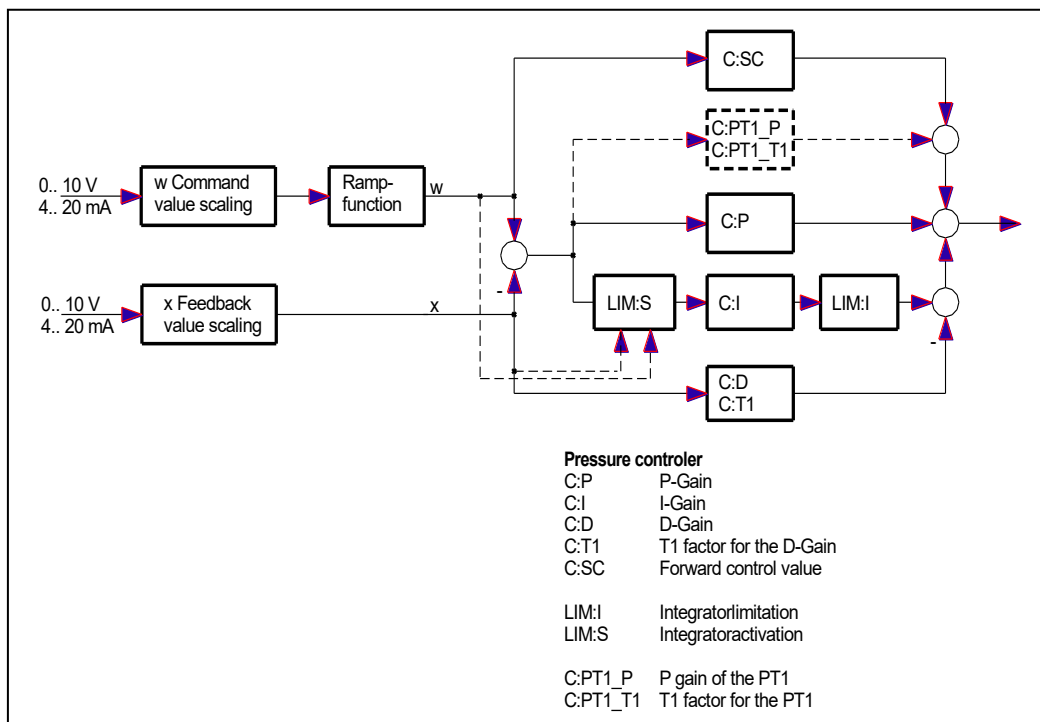 C:SC
C:PT1_P
C:PT1_T1
0.. 10 V
4.. 20 mA
w Command
value scaling
Ramp-
function
w
C:P
-
0.. 10 V
4.. 20 mA
x Feedback
value scaling
x
LIM:S
C:I
LIM:I
-
C:D
C:T1
Pressure controler
C:P P-Gain
C:I I-Gain
C:D D-Gain
C:T1 T1 factor for the D-Gain
C:SC Forward control value
LIM:I Integratorlimitation
LIM:S Integratoractivation
C:PT1_P P gain of the PT1
C:PT1_T1 T1 factor for the PT1